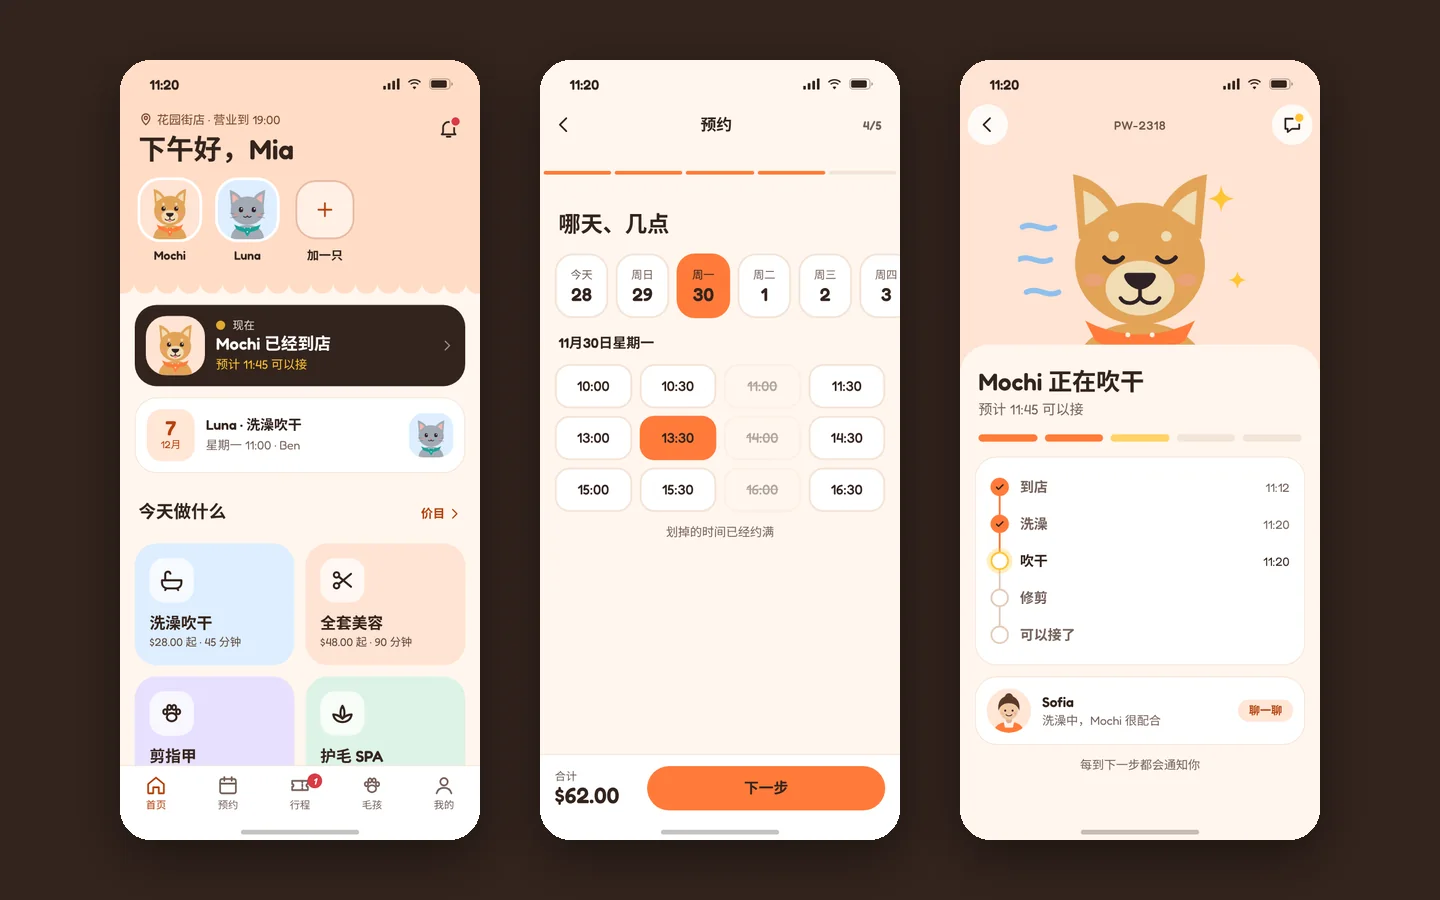 11:20
花园街店 · 营业到 19:00
下午好，Mia
Mochi
Luna
加一只
现在
Mochi 已经到店
预计 11:45 可以接
7
12月
Luna · 洗澡吹干
星期一 11:00 · Ben
今天做什么
价目
洗澡吹干
$28.00 起 · 45 分钟
全套美容
$48.00 起 · 90 分钟
剪指甲
护毛 SPA
首页
预约
1
行程
毛孩
我的
11:20
预约
4/5
哪天、几点
今天
28
周日
29
周一
30
周二
1
周三
2
周四
3
11月30日星期一
10:00
10:30
11:00
11:30
13:00
13:30
14:00
14:30
15:00
15:30
16:00
16:30
划掉的时间已经约满
合计
$62.00
下一步
11:20
PW-2318
Mochi 正在吹干
预计 11:45 可以接
到店 11:12
洗澡 11:20
吹干 11:20
修剪
可以接了
Sofia
洗澡中，Mochi 很配合
聊一聊
每到下一步都会通知你